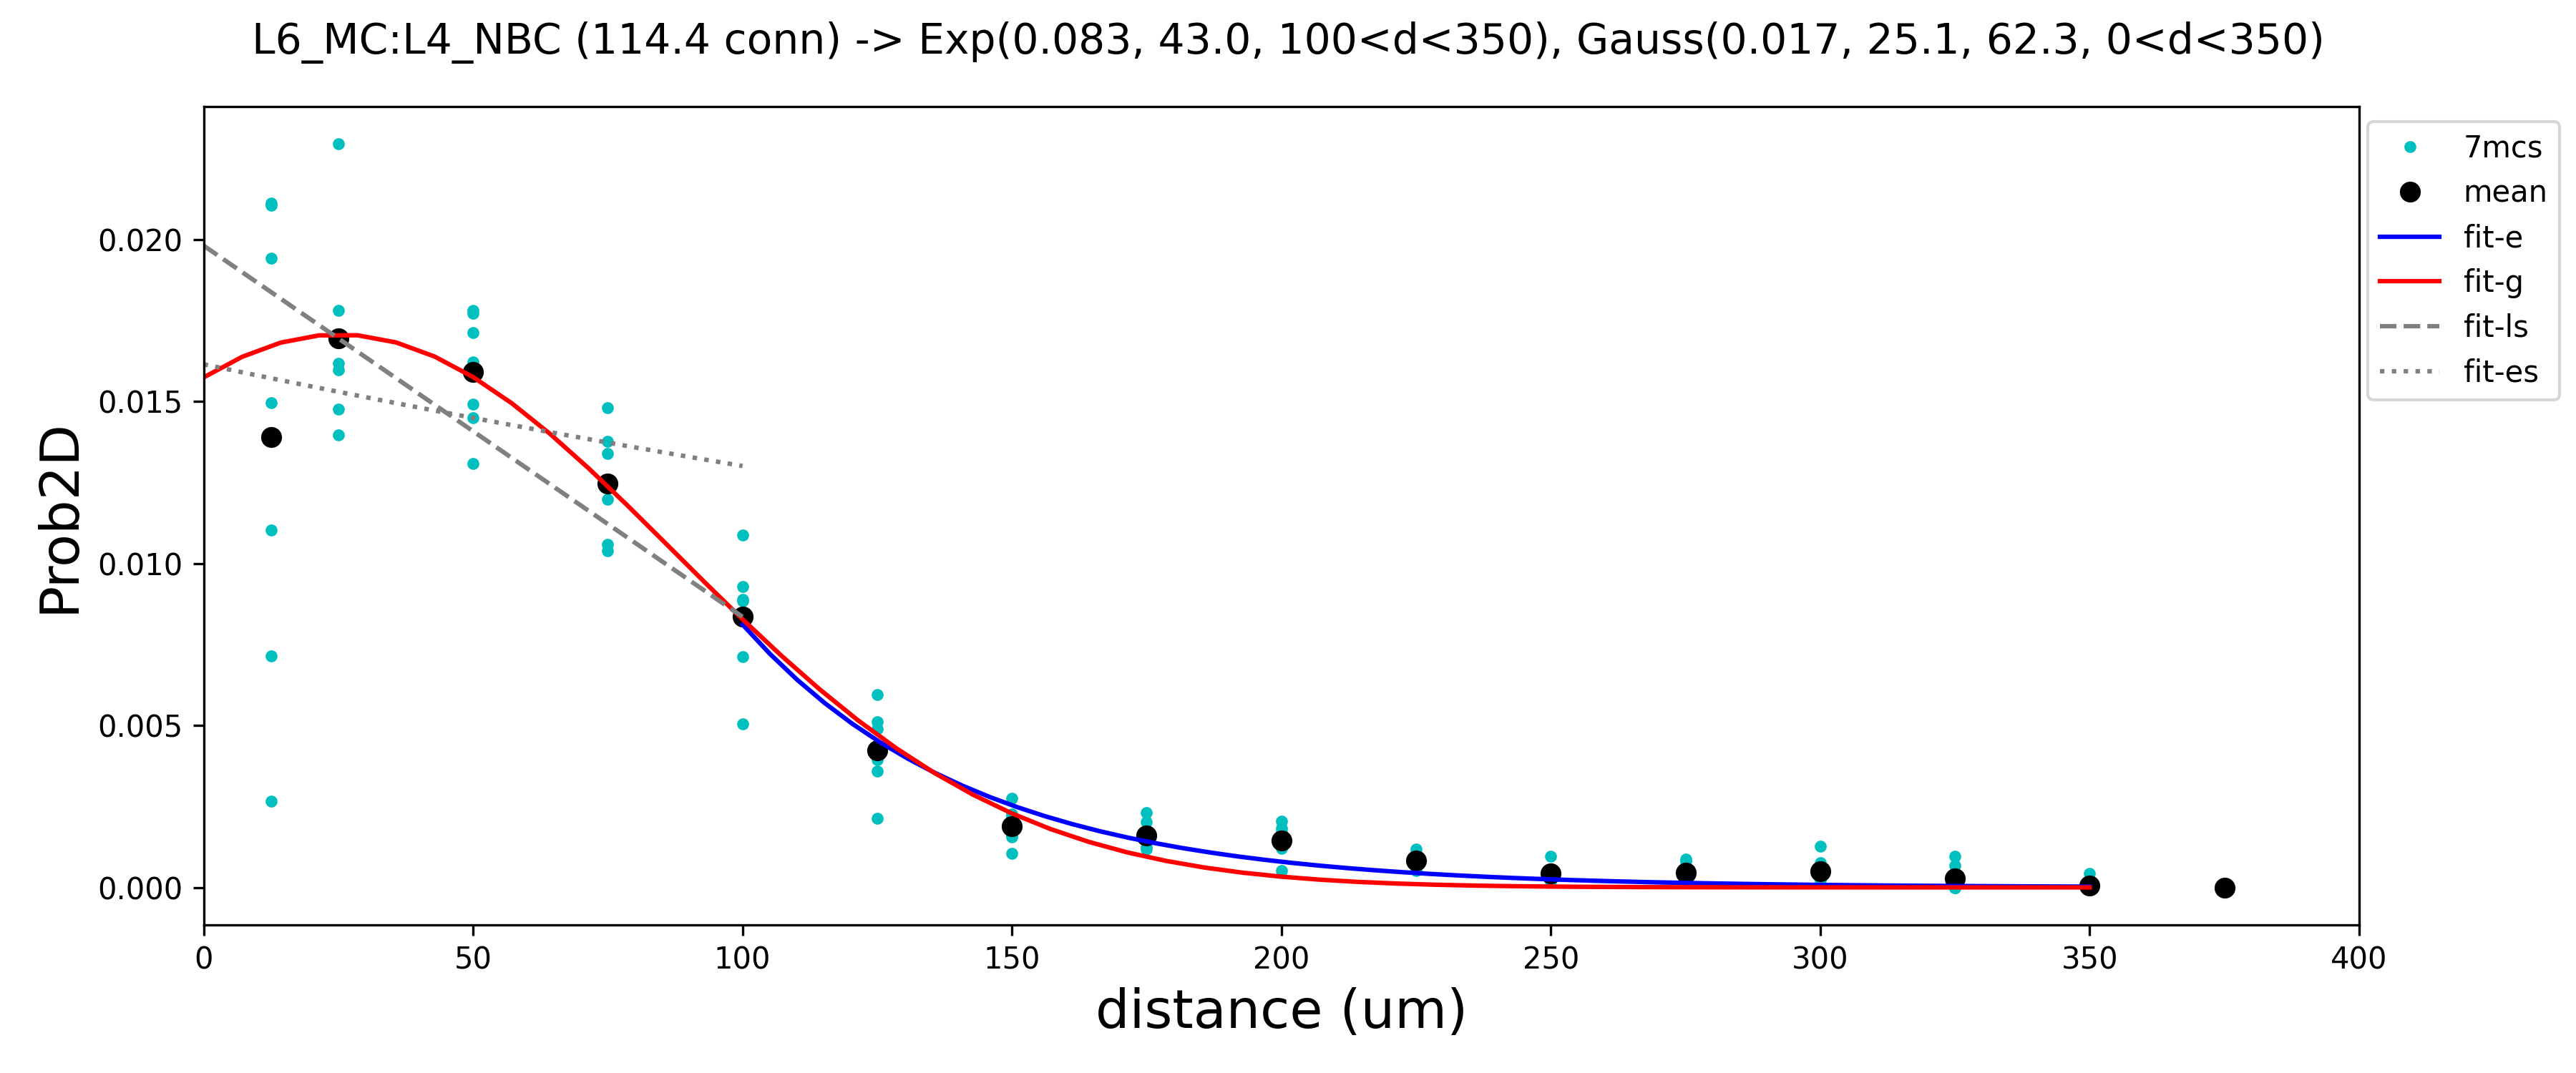 L6_MC:L4_NBC (114.4 conn) -> Exp(0.083, 43.0, 100<d<350), Gauss(0.017, 25.1, 62.3, 0<d<350)
7mcs
mean
fit-e
fit-g
fit-ls
fit-es
Prob2D
0.020
0.015
0.010
0.005
0.000
0 50 100 150 200 250 300 350 400
distance (um)